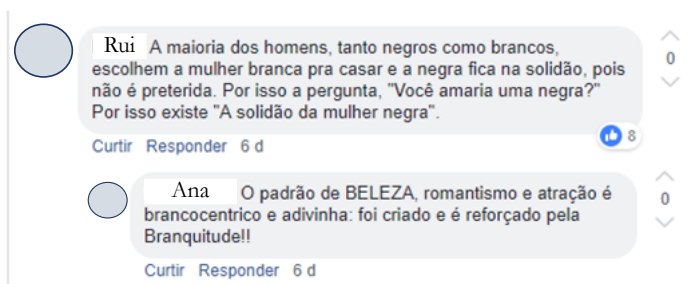 Rui A maioria dos homens, tanto negros como brancos,
escolhem a mulher branca pra casar e a negra fica na solidão, pois
não é preterida. Por isso a pergunta, "Você amaria uma negra?"
Por isso existe "A solidão da mulher negra".
8
0
Curtir Responder 6 d
Ana O padrão de BELEZA, romantismo e atração é
brancocentrico e adivinha: foi criado e é reforçado pela
Branquitude!!
0
Curtir Responder 6 d